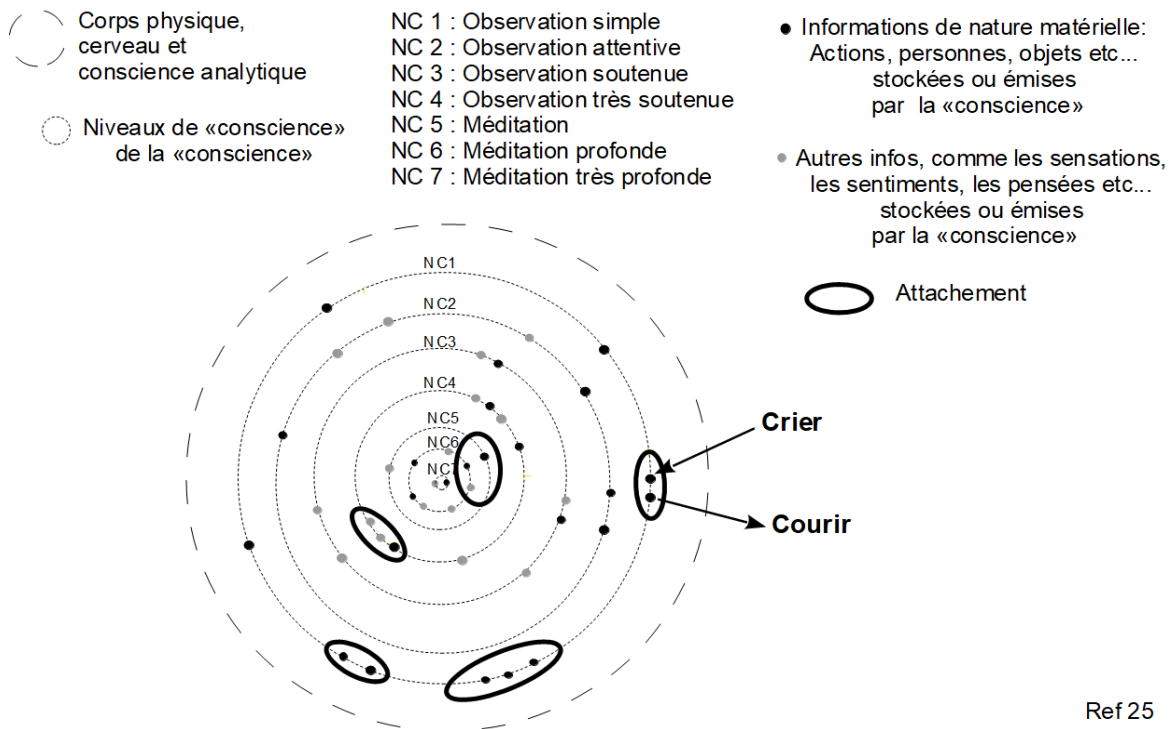 Corps physique,
cerveau et
conscience analytique
Niveaux de «conscience»
de la «conscience»
NC 1 : Observation simple
NC 2 : Observation attentive
NC 3 : Observation soutenue
NC 4 : Observation très soutenue
NC 5 : Méditation
NC 6 : Méditation profonde
NC 7 : Méditation très profonde
Informations de nature matérielle:
Actions, personnes, objets etc...
stockées ou émises
par la «conscience»
Autres infos, comme les sensations,
les sentiments, les pensées etc...
stockées ou émises
par la «conscience»
Attachement
NC1
NC2
NC3
NC4
NC5
NC6
NC7
Crier
Courir
Ref 25